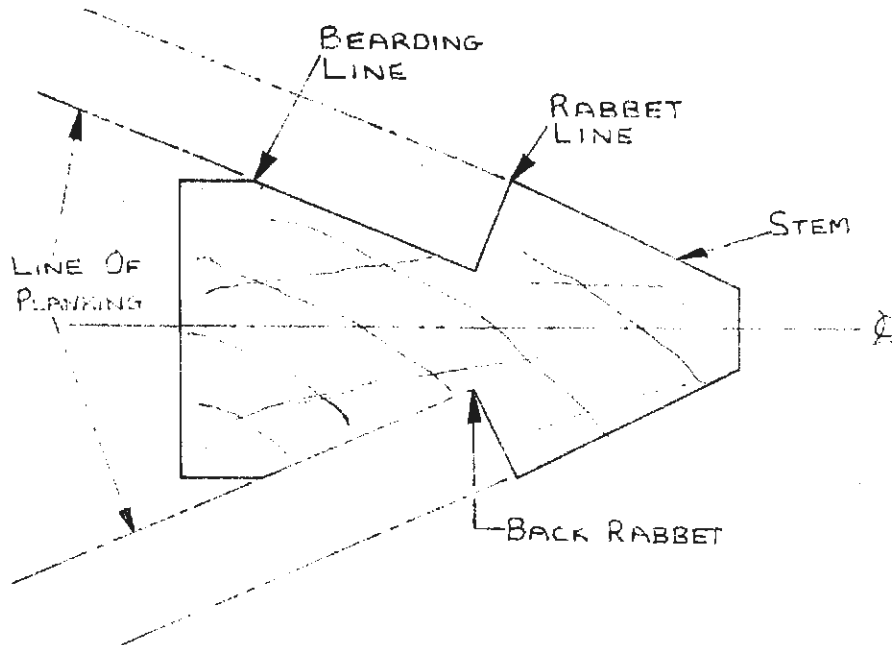 BEARDING
LINE
RABBET
LINE
STEM
LINE OF
PLANKING
℄
BACK RABBET